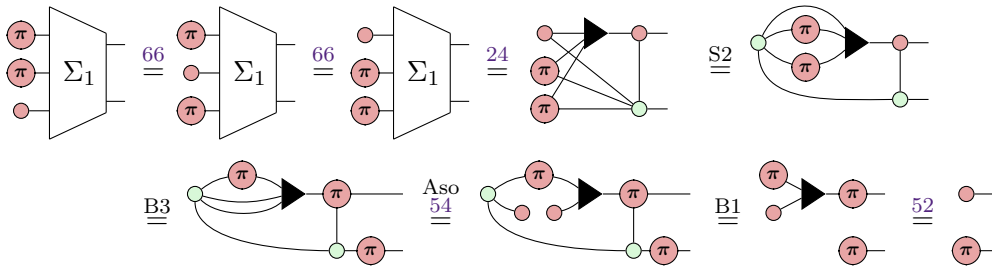 π π Σ₁ 66 = π π Σ₁ 66 = π π Σ₁ 24 = π π S2 = π π
B3 = π π π Aso 54 = π π π B1 = π π π 52 = π